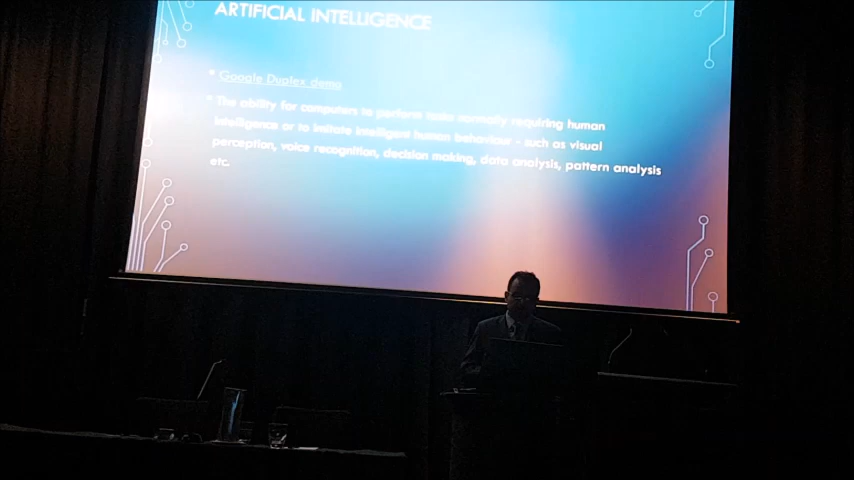 ARTIFICIAL INTELLIGENCE
• Google Duplex demo
• The ability for computers to perform tasks normally requiring human
intelligence or to imitate intelligent human behaviour - such as visual
perception, voice recognition, decision making, data analysis, pattern analysis
etc.